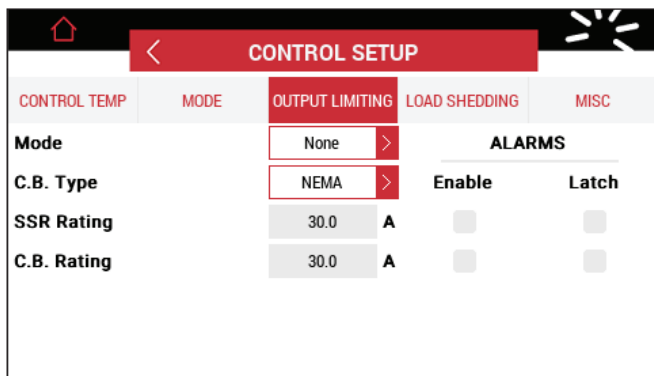 CONTROL SETUP
CONTROL TEMP MODE OUTPUT LIMITING LOAD SHEDDING MISC
Mode None > ALARMS
C.B. Type NEMA > Enable Latch
SSR Rating 30.0 A
C.B. Rating 30.0 A